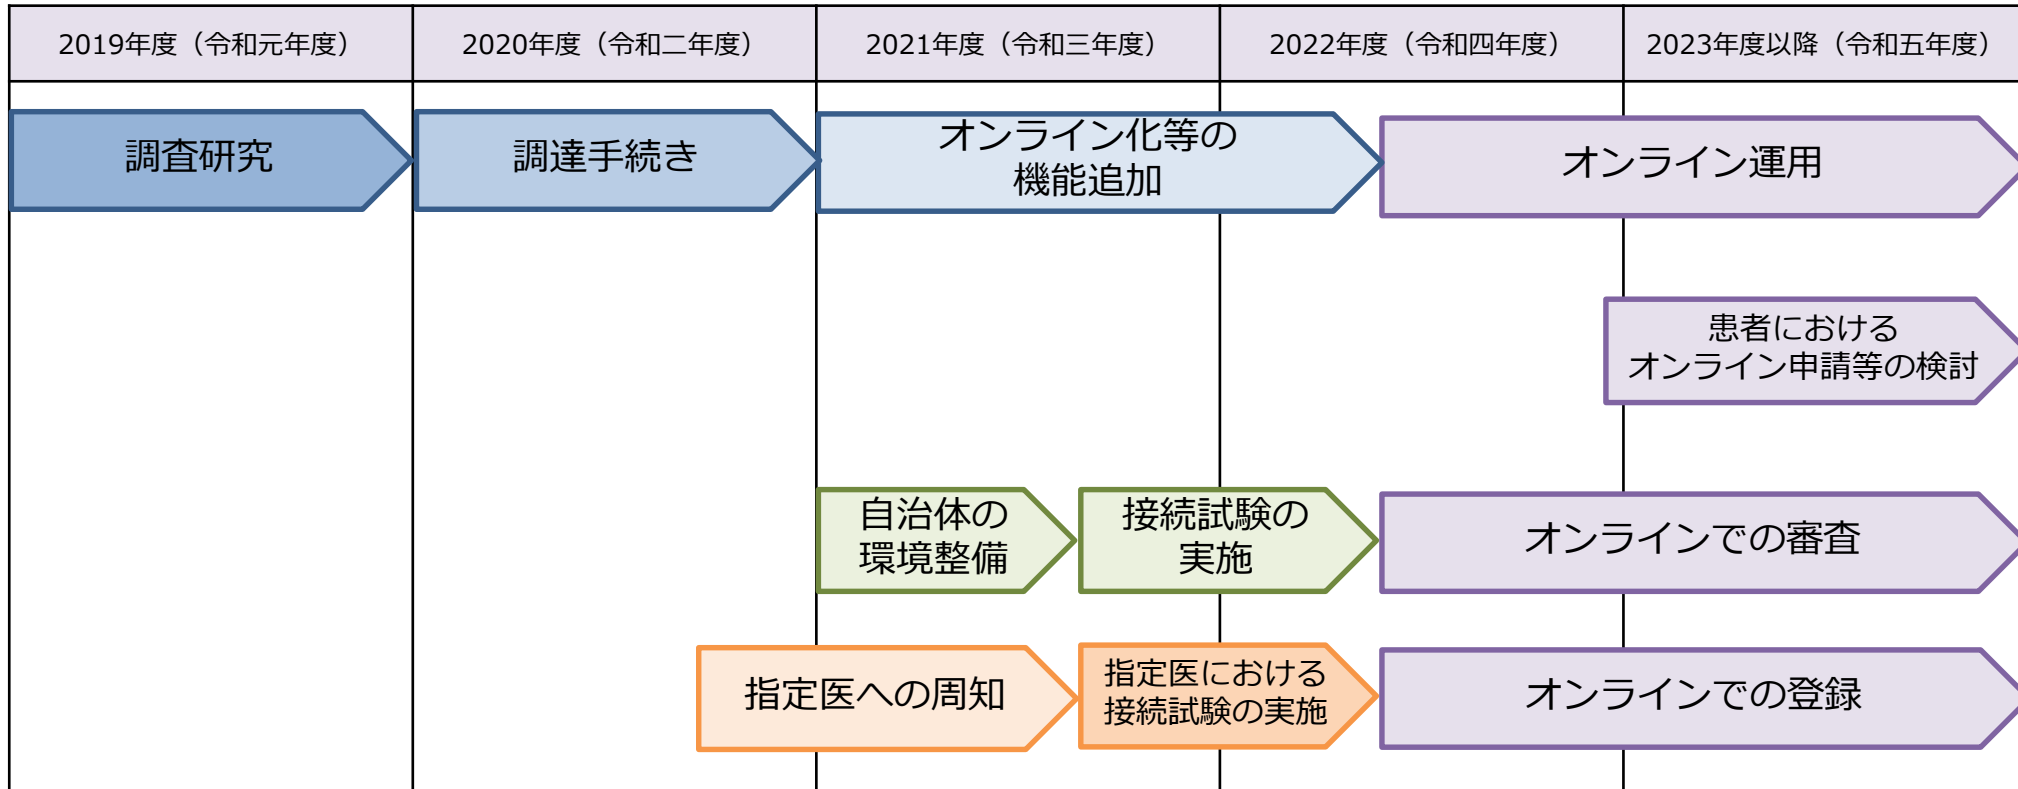 2019年度（令和元年度）
2020年度（令和二年度）
2021年度（令和三年度）
2022年度（令和四年度）
2023年度以降（令和五年度）
調査研究
調達手続き
オンライン化等の
機能追加
オンライン運用
患者における
オンライン申請等の検討
自治体の
環境整備
接続試験の
実施
オンラインでの審査
指定医への周知
指定医における
接続試験の実施
オンラインでの登録